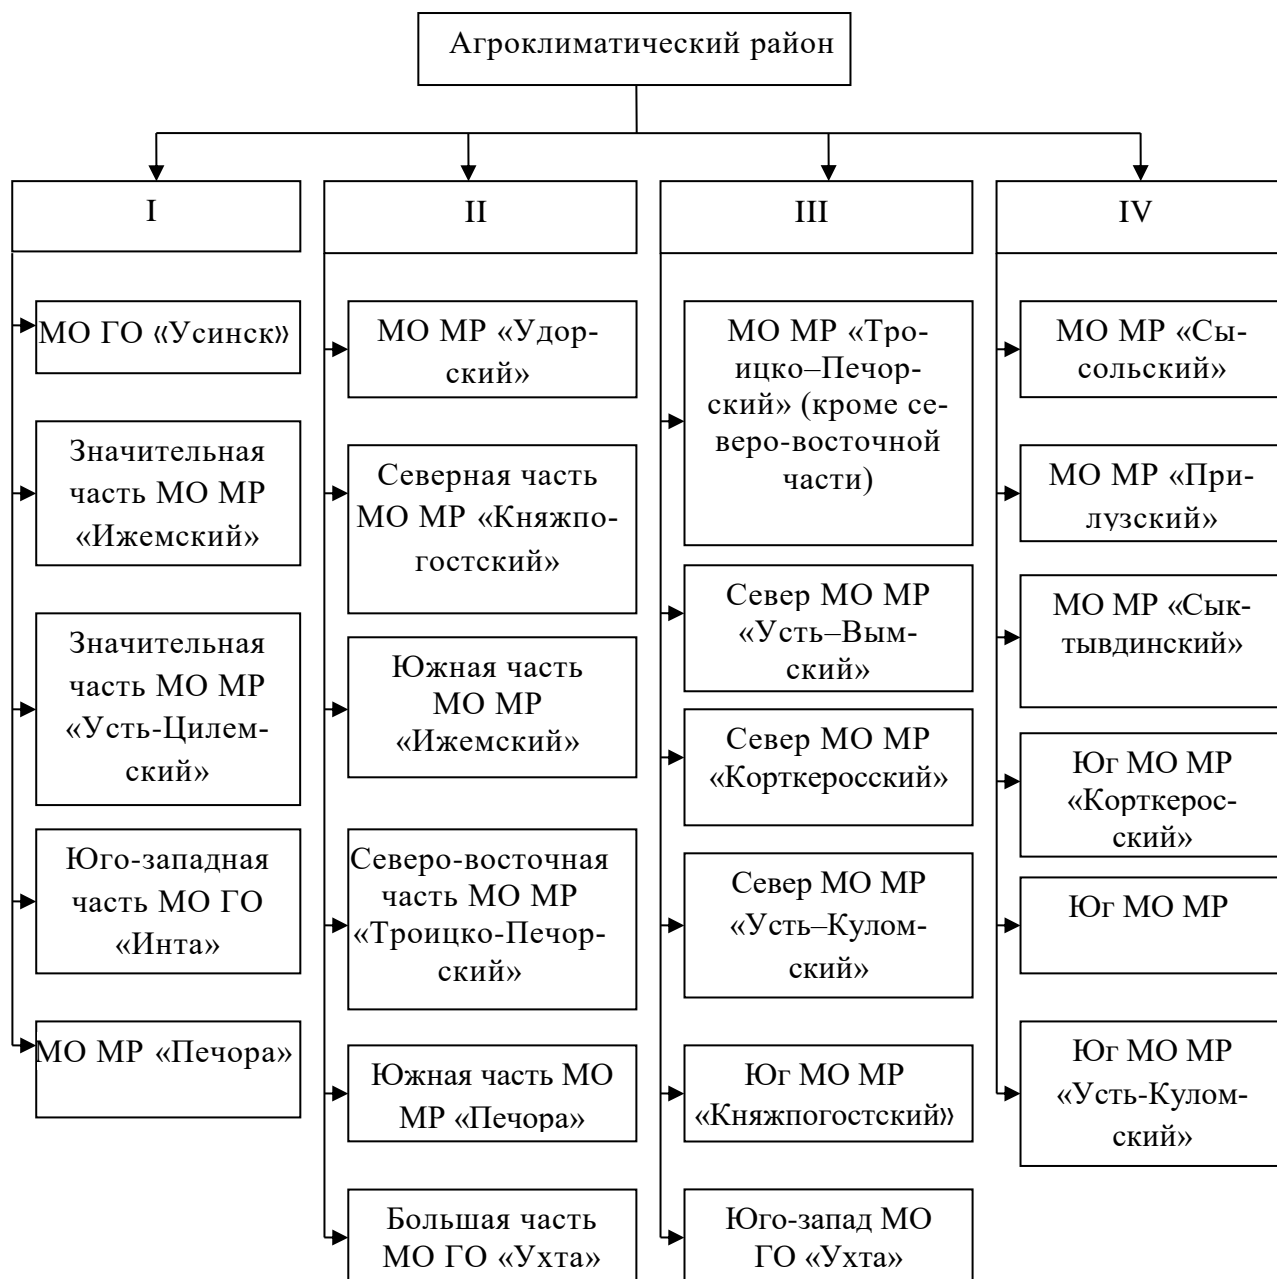 Агроклиматический район
I
II
III
IV
МО ГО «Усинск»
Значительная
часть МО МР
«Ижемский»
Значительная
часть МО МР
«Усть-Цилем-
ский»
Юго-западная
часть МО ГО
«Инта»
МО МР «Печора»
МО МР «Удор-
ский»
Северная часть
МО МР «Княжпо-
гостский»
Южная часть
МО МР
«Ижемский»
Северо-восточная
часть МО МР
«Троицко-Печор-
ский»
Южная часть МО
МР «Печора»
Большая часть
МО ГО «Ухта»
МО МР «Тро-
ицко–Печор-
ский» (кроме се-
веро-восточной
части)
Север МО МР
«Усть–Вым-
ский»
Север МО МР
«Корткеросский»
Север МО МР
«Усть–Кулом-
ский»
Юг МО МР
«Княжпогостский»
Юго-запад МО
ГО «Ухта»
МО МР «Сы-
сольский»
МО МР «При-
лузский»
МО МР «Сык-
тывдинский»
Юг МО МР
«Корткерос-
ский»
Юг МО МР
Юг МО МР
«Усть-Кулом-
ский»